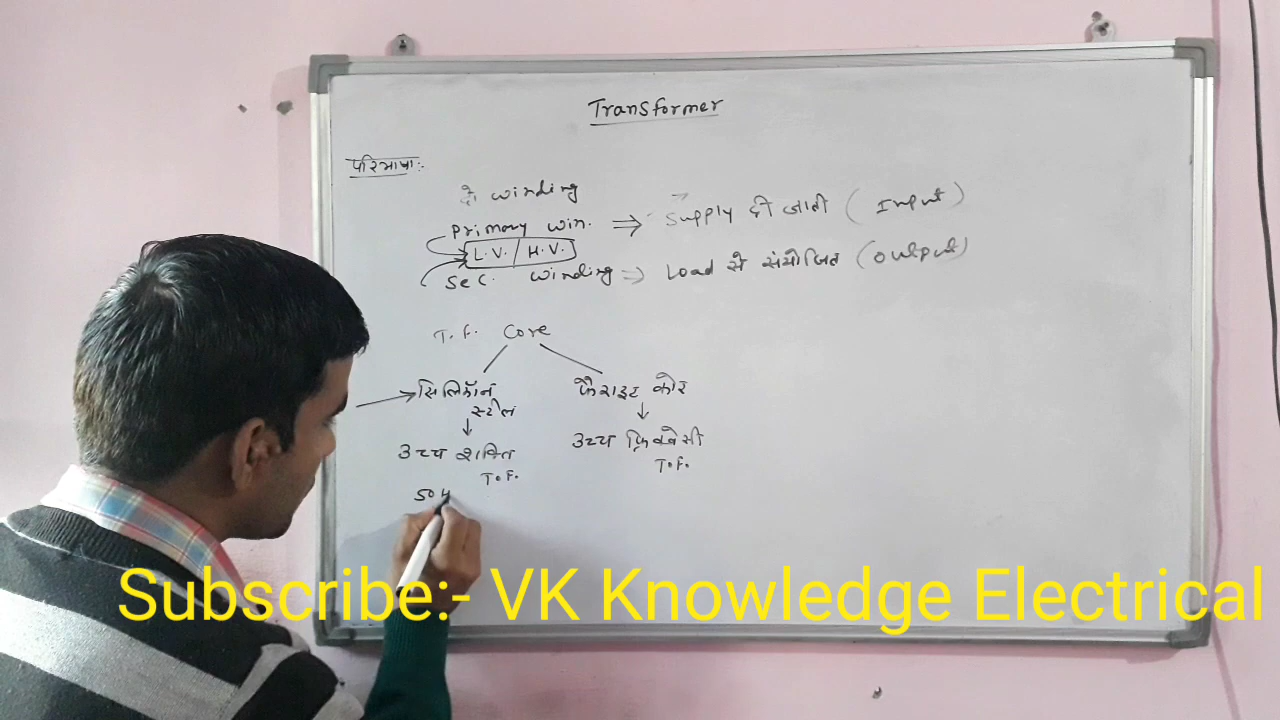 Transformer
परिभाषा:-
दो winding
Primary win. ⇒ Supply दी जाती (Input)
L.V. / H.V.
Sec. winding ⇒ Load से संयोजित (output)
T.F. Core
सिलिकॉन स्टील
फैराइट कोर
उच्च शक्ति T.F.
उच्च फ्रिक्वेंसी T.F.
50 H
Subscribe:- VK Knowledge Electrical